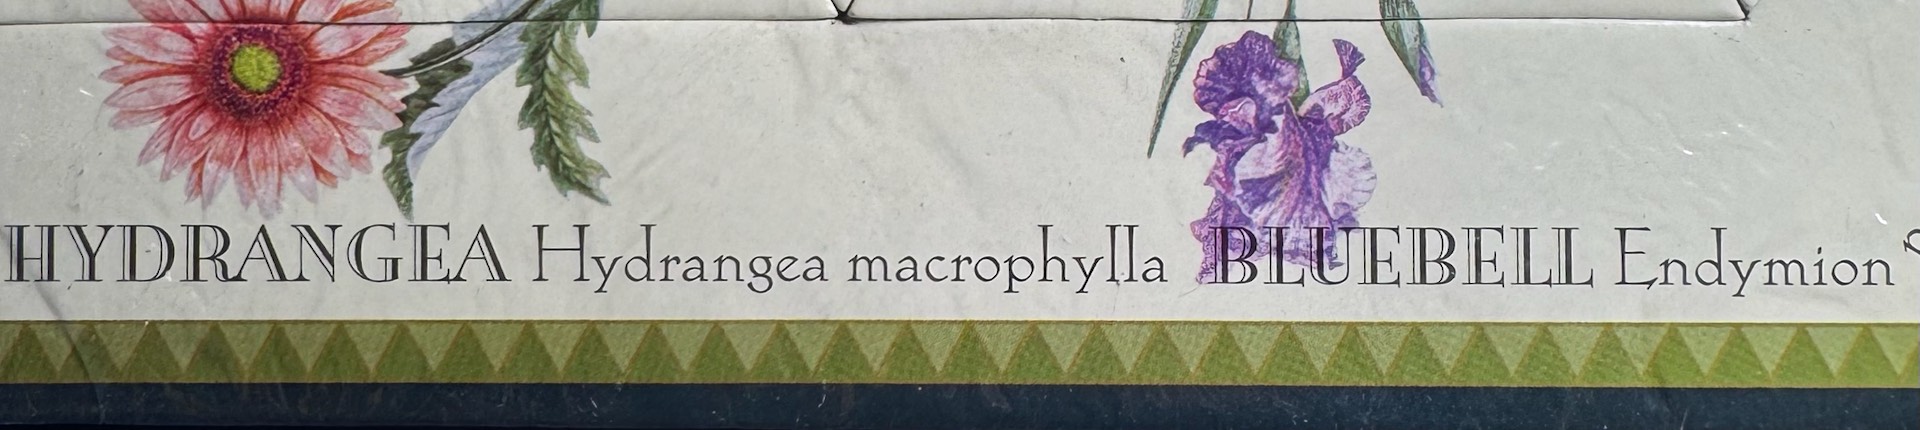 HYDRANGEA Hydrangea macrophylla BLUEBELL Endymion